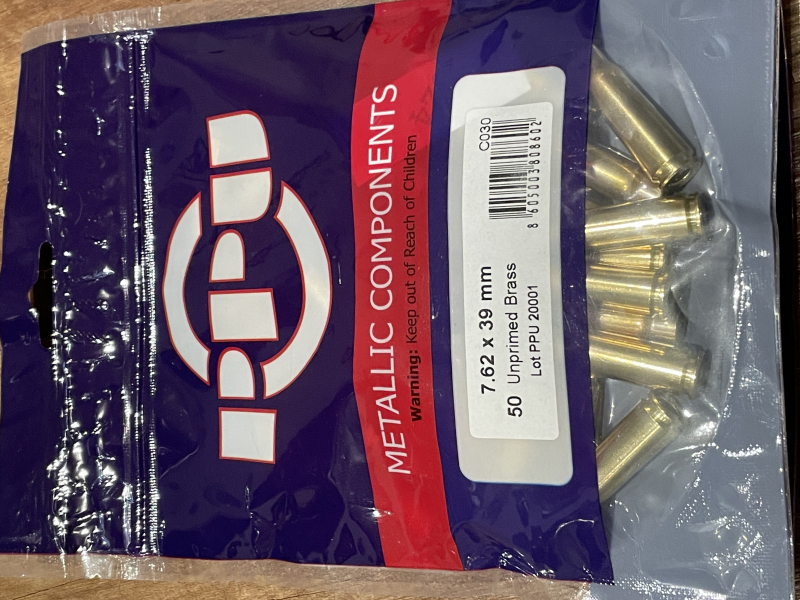 PPU
METALLIC COMPONENTS
Warning: Keep out of Reach of Children
7.62 x 39 mm
50 Unprimed Brass
Lot PPU 20001
C030
8 605003 808602